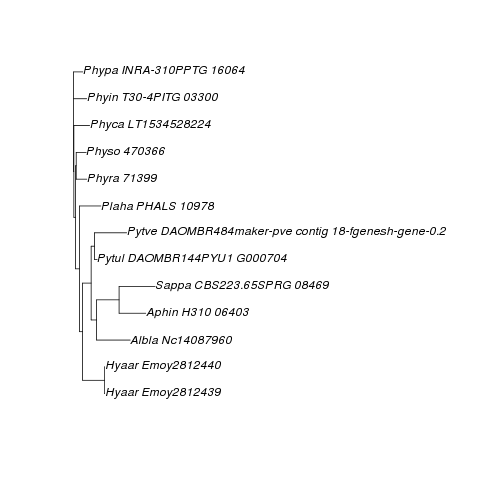 Phypa INRA-310PPTG 16064
Phyin T30-4PITG 03300
Phyca LT1534528224
Physo 470366
Phyra 71399
Plaha PHALS 10978
Pytve DAOMBR484maker-pve contig 18-fgenesh-gene-0.2
Pytul DAOMBR144PYU1 G000704
Sappa CBS223.65SPRG 08469
Aphin H310 06403
Albla Nc14087960
Hyaar Emoy2812440
Hyaar Emoy2812439